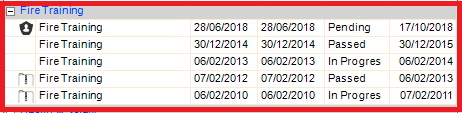 Fire Training
Fire Training 28/06/2018 28/06/2018 Pending 17/10/2018
Fire Training 30/12/2014 30/12/2014 Passed 30/12/2015
Fire Training 06/02/2013 06/02/2013 In Progres 06/02/2014
Fire Training 07/02/2012 07/02/2012 Passed 06/02/2013
Fire Training 06/02/2010 06/02/2010 In Progres 07/02/2011